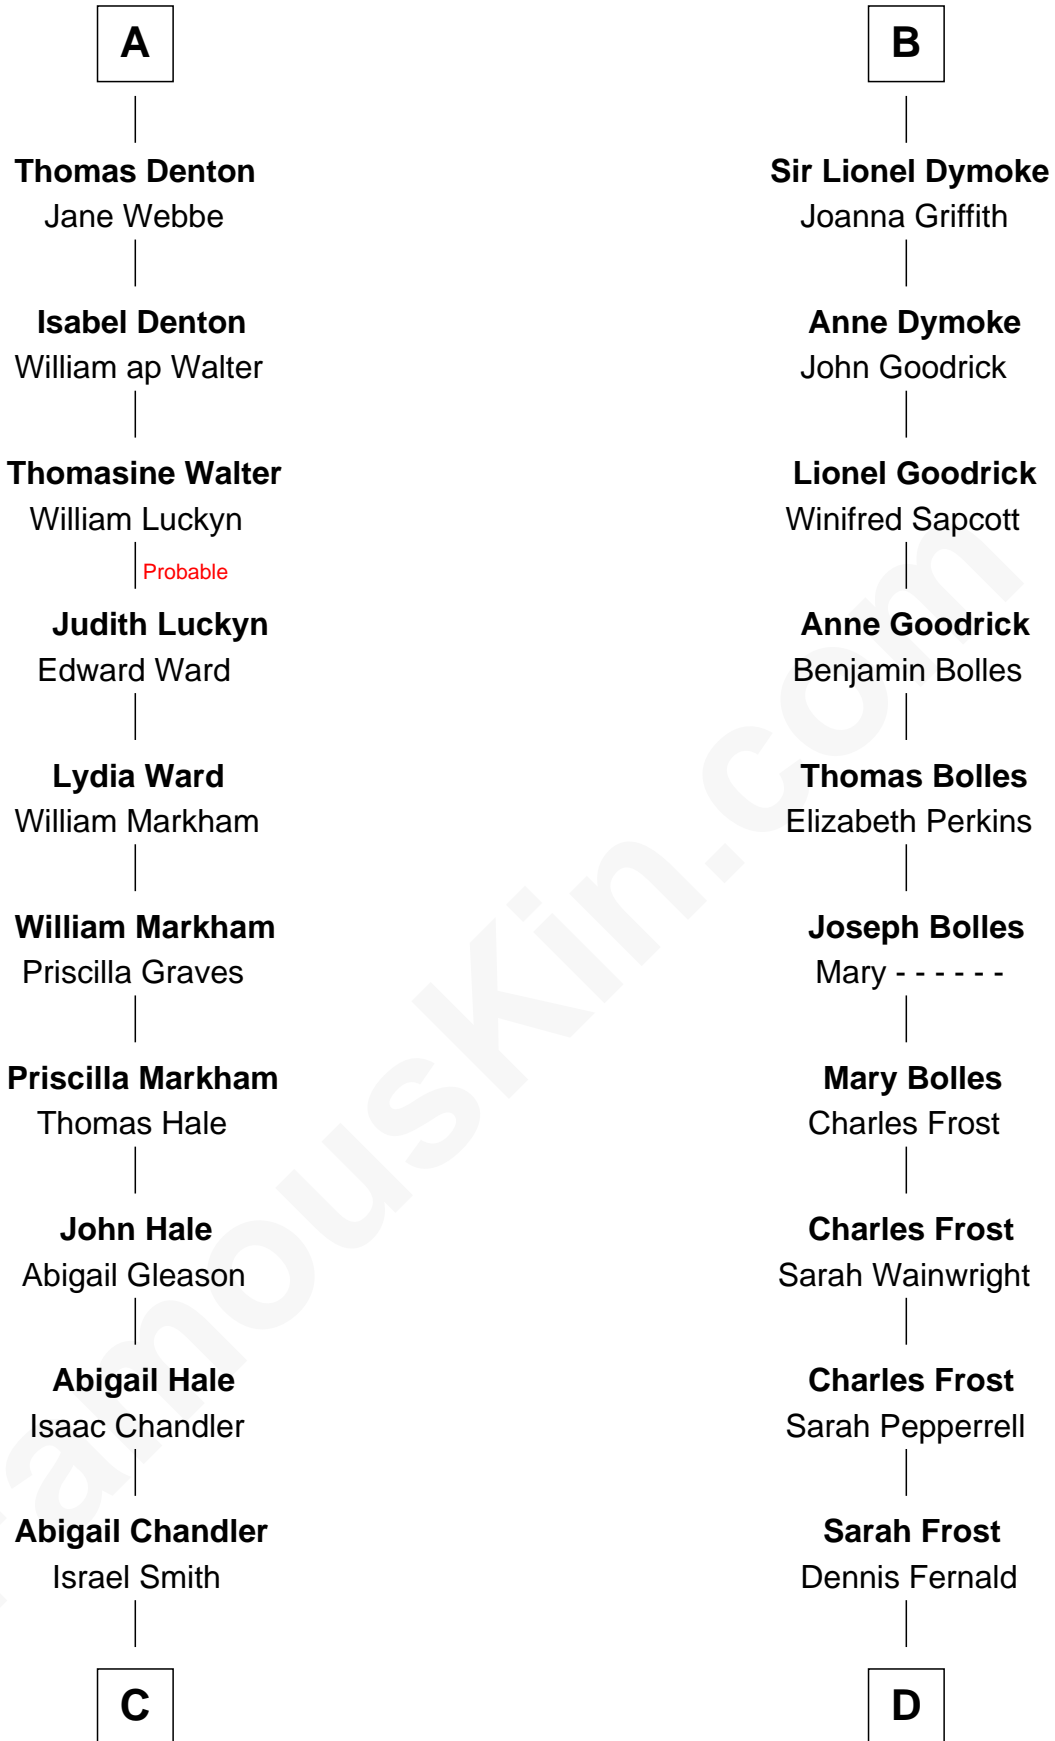 A
Thomas Denton
Jane Webbe
Isabel Denton
William ap Walter
Thomasine Walter
William Luckyn
Probable
Judith Luckyn
Edward Ward
Lydia Ward
William Markham
William Markham
Priscilla Graves
Priscilla Markham
Thomas Hale
John Hale
Abigail Gleason
Abigail Hale
Isaac Chandler
Abigail Chandler
Israel Smith
C
B
Sir Lionel Dymoke
Joanna Griffith
Anne Dymoke
John Goodrick
Lionel Goodrick
Winifred Sapcott
Anne Goodrick
Benjamin Bolles
Thomas Bolles
Elizabeth Perkins
Joseph Bolles
Mary - - - - - -
Mary Bolles
Charles Frost
Charles Frost
Sarah Wainwright
Charles Frost
Sarah Pepperrell
Sarah Frost
Dennis Fernald
D
FamousKin.com